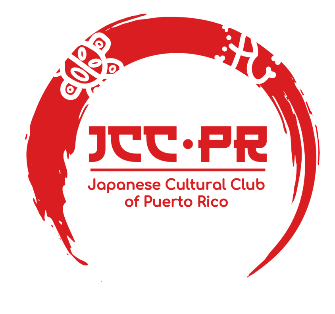 JCC·PR
Japanese Cultural Club
of Puerto Rico